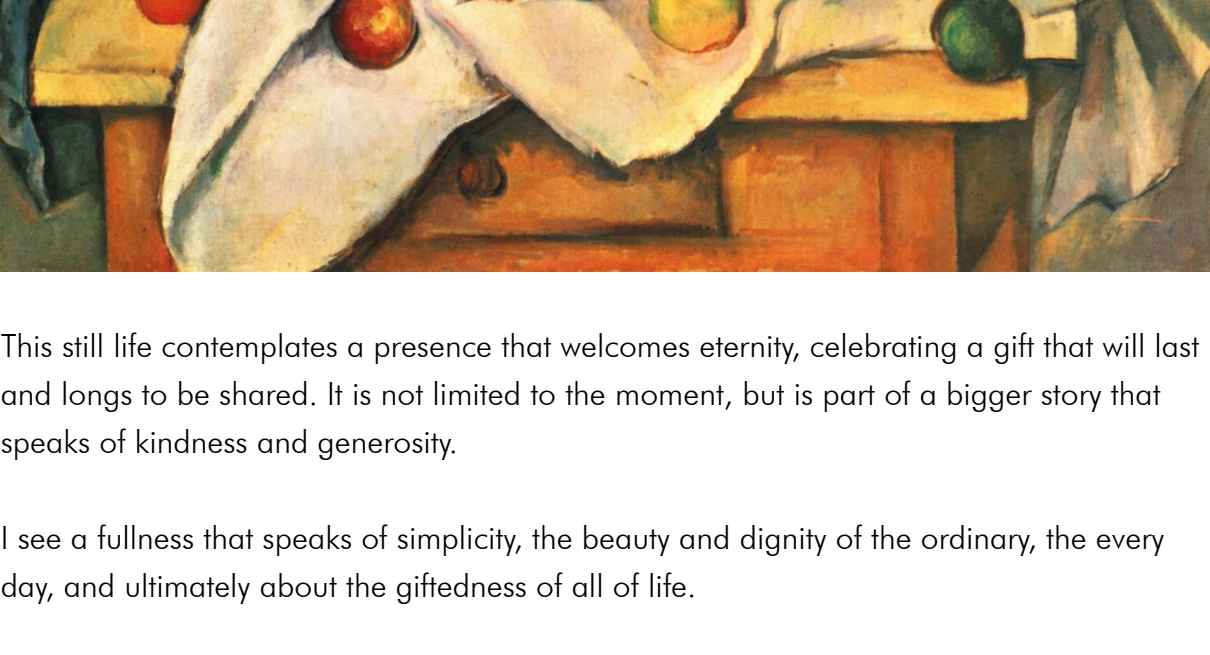 This still life contemplates a presence that welcomes eternity, celebrating a gift that will last
and longs to be shared. It is not limited to the moment, but is part of a bigger story that
speaks of kindness and generosity.
I see a fullness that speaks of simplicity, the beauty and dignity of the ordinary, the every
day, and ultimately about the giftedness of all of life.